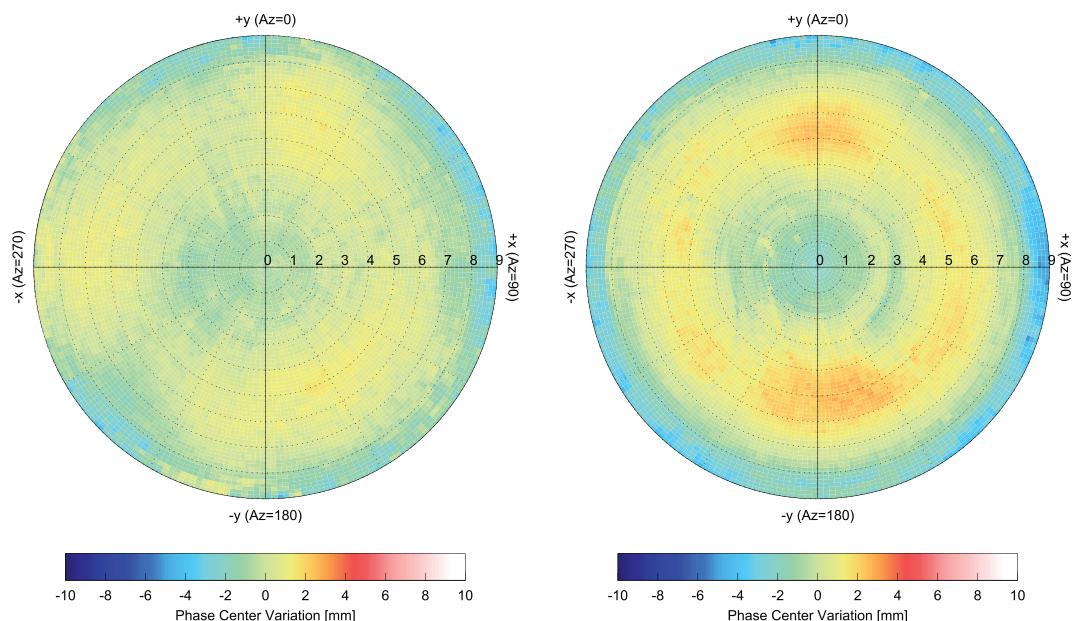 +y (Az=0)
+y (Az=0)
-x (Az=270)
0 1 2 3 4 5 6 7 8 9
+x (Az=90)
-x (Az=270)
0 1 2 3 4 5 6 7 8 9
+x (Az=90)
-y (Az=180)
-y (Az=180)
-10 -8 -6 -4 -2 0 2 4 6 8 10
-10 -8 -6 -4 -2 0 2 4 6 8 10
Phase Center Variation [mm]
Phase Center Variation [mm]